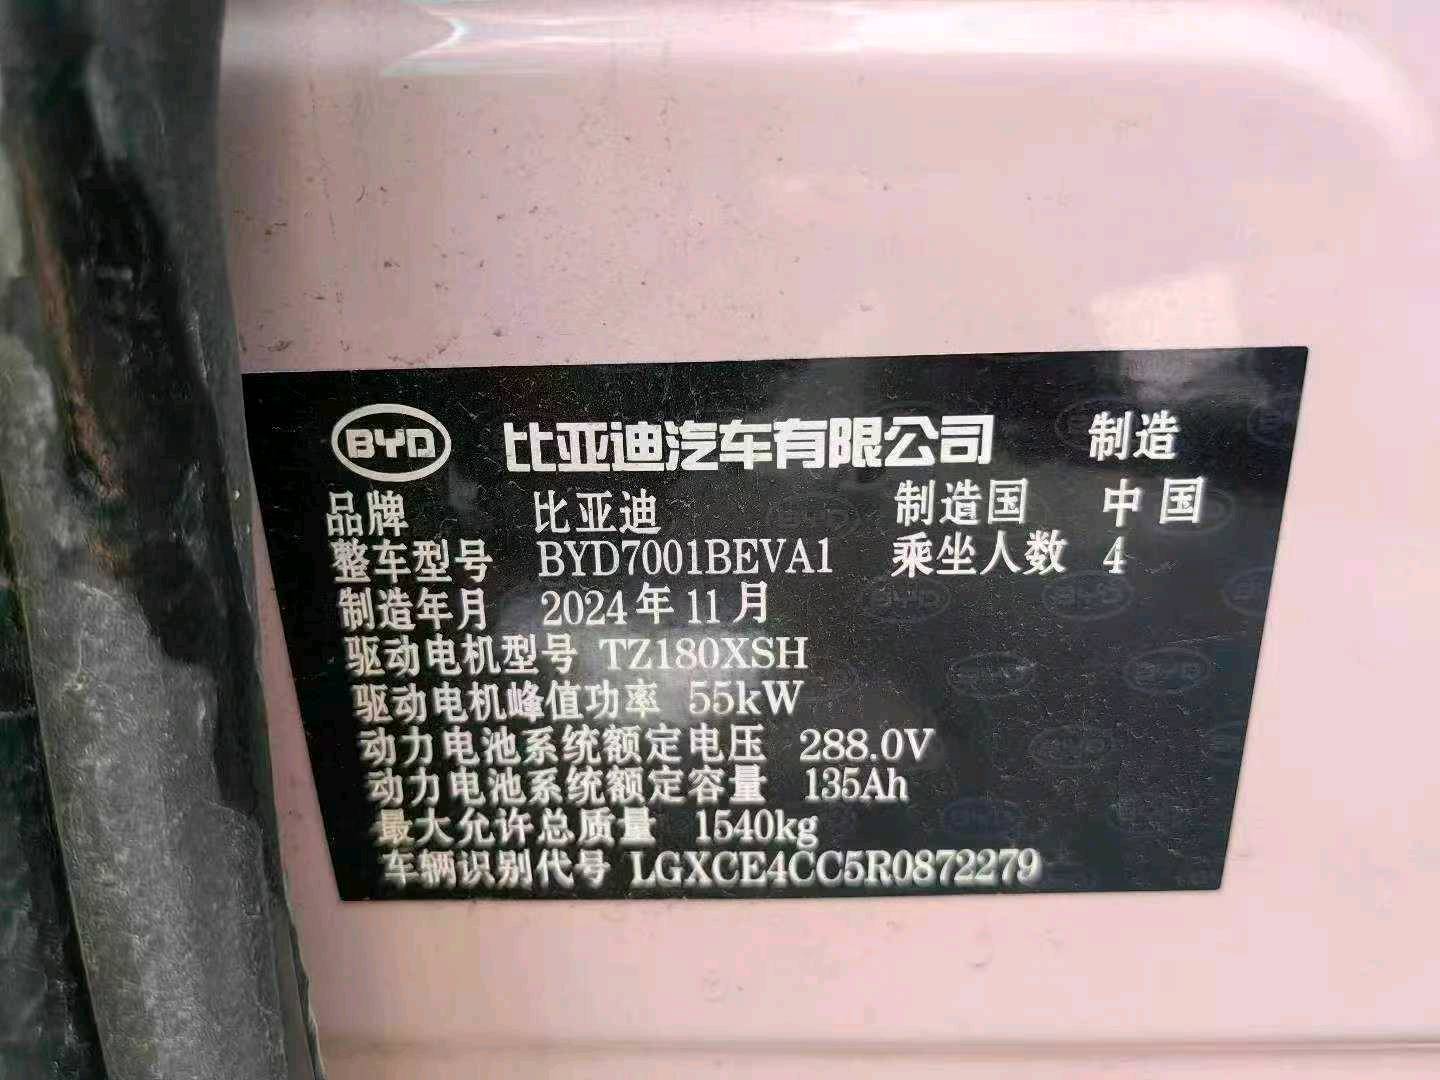 BYD 比亚迪汽车有限公司 制造
品牌 比亚迪 制造国 中国
整车型号 BYD7001BEVA1 乘坐人数 4
制造年月 2024年11月
驱动电机型号 TZ180XSH
驱动电机峰值功率 55kW
动力电池系统额定电压 288.0V
动力电池系统额定容量 135Ah
最大允许总质量 1540kg
车辆识别代号 LGXCE4CC5R0872279